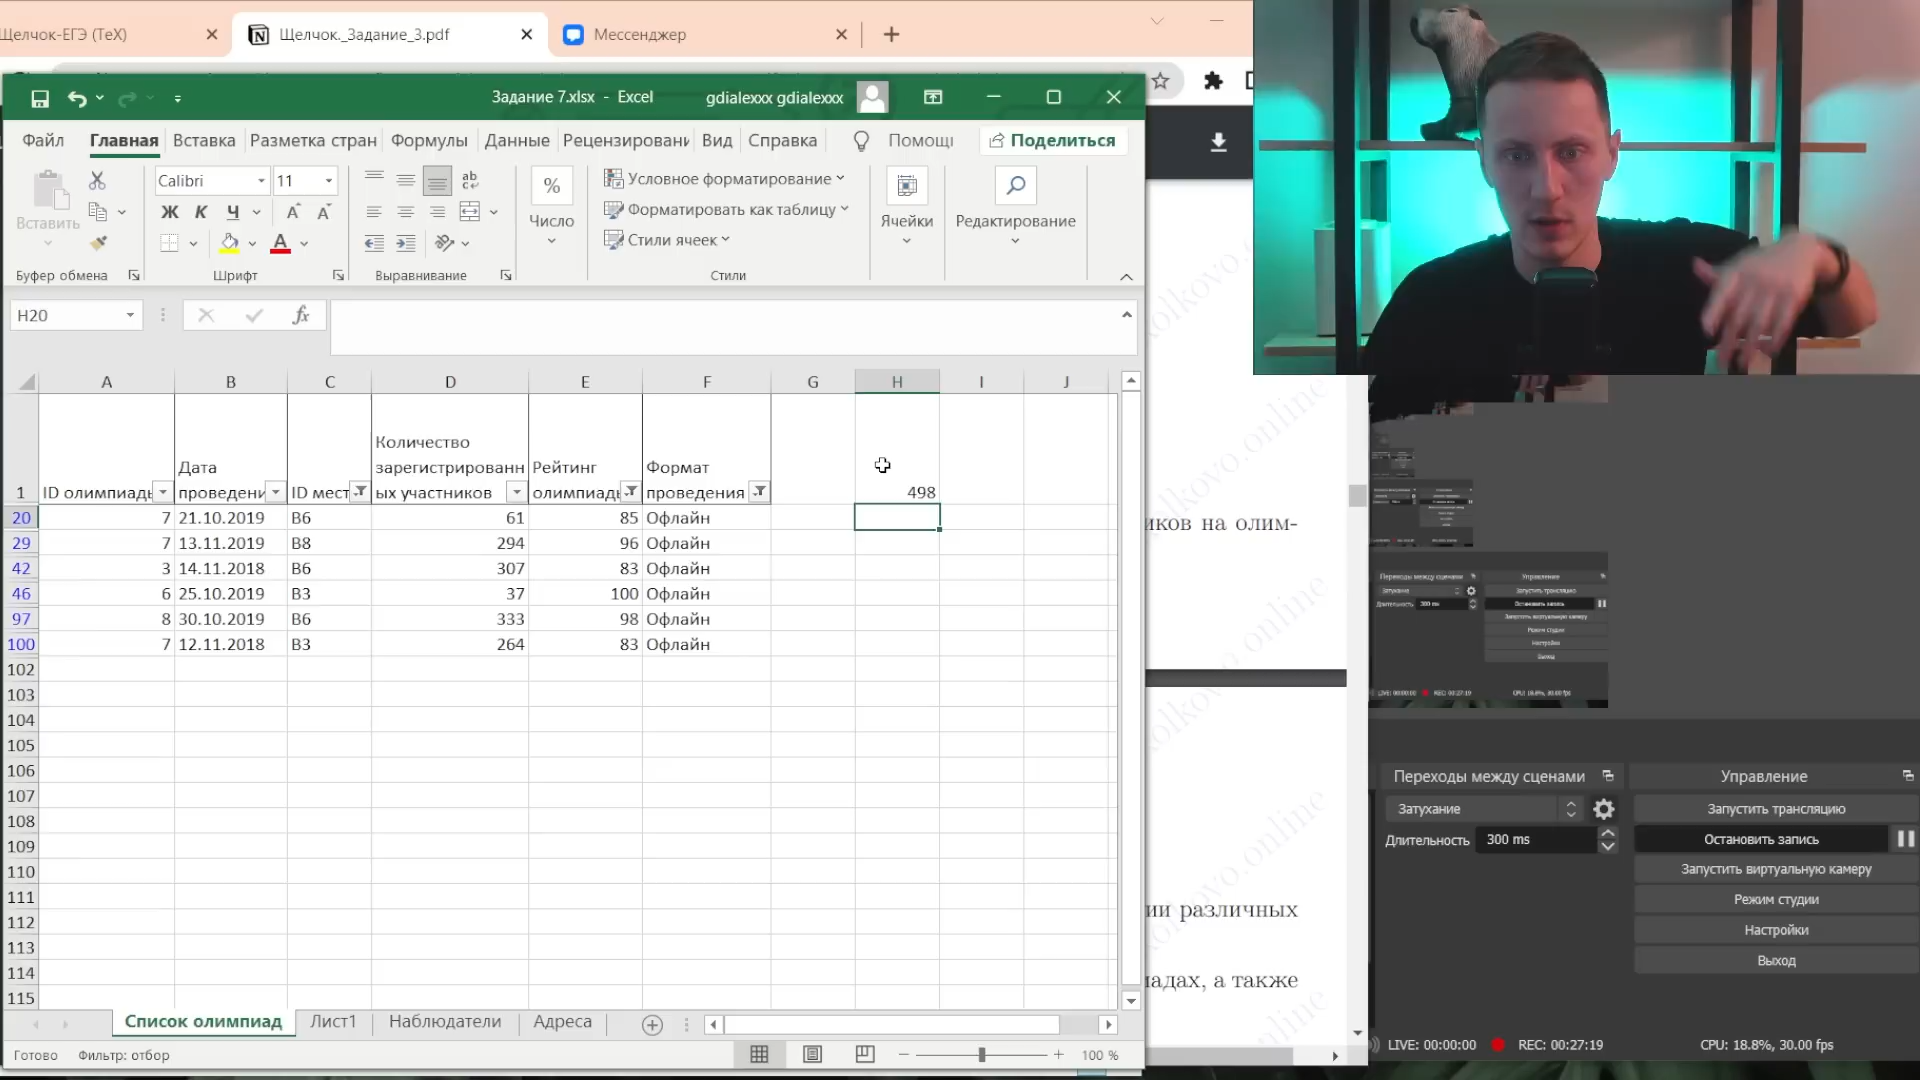 Щелчок-ЕГЭ (TeX)
Щелчок._Задание_3.pdf
Мессенджер
Задание 7.xlsx - Excel
gdialexxx gdialexxx
Файл Главная Вставка Разметка стран Формулы Данные Рецензировани Вид Справка Помощ Поделиться
Вставить
Буфер обмена
Calibri 11
Ж К Ч
Шрифт
Выравнивание
%
Число
Условное форматирование
Форматировать как таблицу
Стили ячеек
Стили
Ячейки
Редактирование
H20
fx
A B C D E F G H I J
1 ID олимпиады Дата проведени ID мест Количество зарегистрированн ых участников Рейтинг олимпиады Формат проведения 498
20 7 21.10.2019 B6 61 85 Офлайн
29 7 13.11.2019 B8 294 96 Офлайн
42 3 14.11.2018 B6 307 83 Офлайн
46 6 25.10.2019 B3 37 100 Офлайн
97 8 30.10.2019 B6 333 98 Офлайн
100 7 12.11.2018 B3 264 83 Офлайн
102
103
104
105
106
107
108
109
110
111
112
113
114
115
Список олимпиад Лист1 Наблюдатели Адреса
Готово Фильтр: отбор
100 %
иков на олим-
ии различных
адах, а также
olkovo.online
Переходы между сценами
Затухание
Длительность 300 ms
Управление
Запустить трансляцию
Остановить запись
Запустить виртуальную камеру
Режим студии
Настройки
Выход
LIVE: 00:00:00 REC: 00:27:19 CPU: 18.8%, 30.00 fps